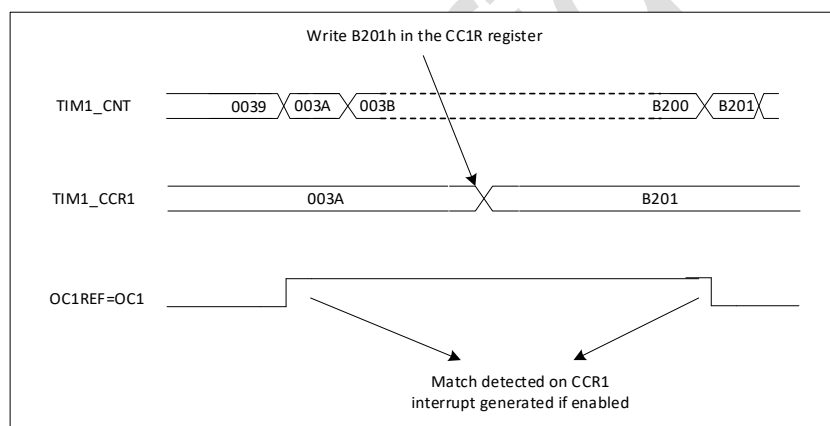 Write B201h in the CC1R register
TIM1_CNT 0039 003A 003B B200 B201
TIM1_CCR1 003A B201
OC1REF=OC1
Match detected on CCR1
interrupt generated if enabled